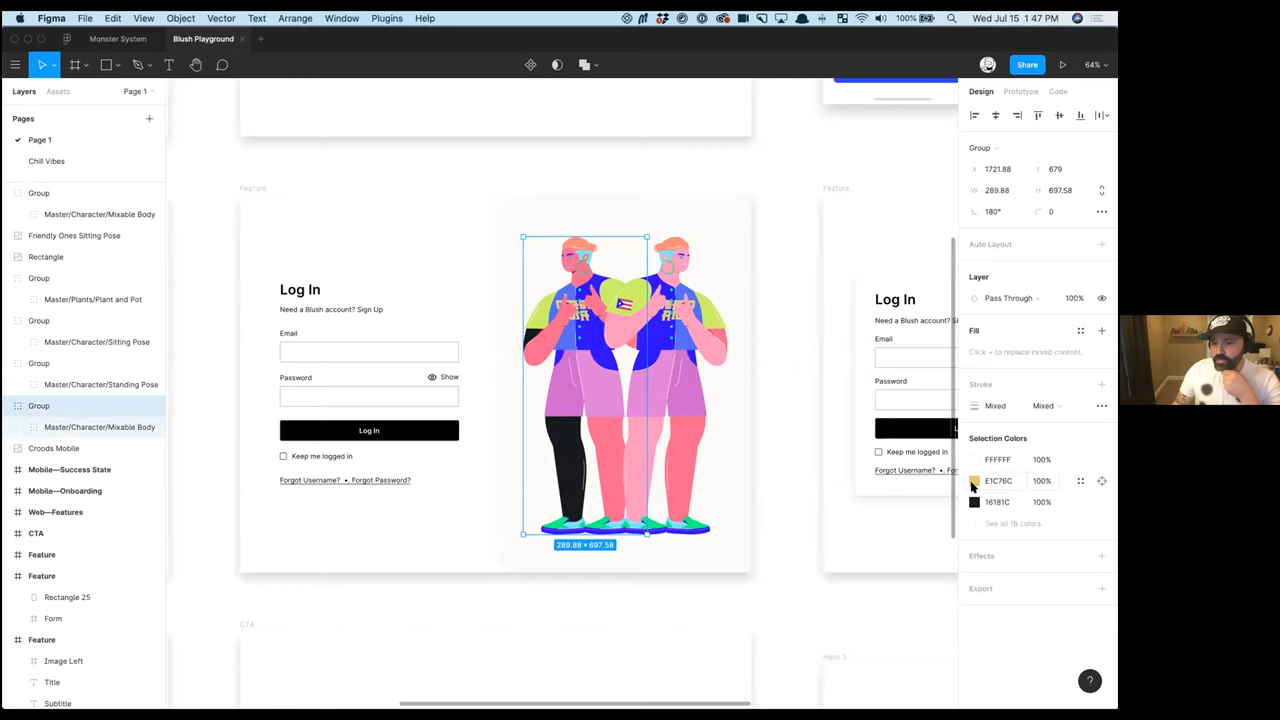 Figma File Edit View Object Vector Text Arrange Window Plugins Help
100% Wed Jul 15 1:47 PM
Monster System
Blush Playground
Share
64%
Layers Assets Page 1
Pages
Page 1
Chill Vibes
Group
Master/Character/Mixable Body
Friendly Ones Sitting Pose
Rectangle
Group
Master/Plants/Plant and Pot
Group
Master/Character/Sitting Pose
Group
Master/Character/Standing Pose
Group
Master/Character/Mixable Body
Croods Mobile
Mobile—Success State
Mobile—Onboarding
Web—Features
CTA
Feature
Feature
Rectangle 25
Form
Feature
Image Left
Title
Subtitle
Feature
Log In
Need a Blush account? Sign Up
Email
Password
Show
Log In
Keep me logged in
Forgot Username? •. Forgot Password?
289.88 × 697.58
CTA
Feature
Log In
Need a Blush account? S
Email
Password
L
Keep me logged in
Forgot Username? •. Fo
Hero 3
Design Prototype Code
Group
X 1721.88 Y 679
W 289.88 H 697.58
180° 0
Auto Layout
Layer
Pass Through 100%
Fill
Click + to replace mixed content.
Stroke
Mixed Mixed
Selection Colors
FFFFFF 100%
E1C76C 100%
16181C 100%
See all 18 colors
Effects
Export
?